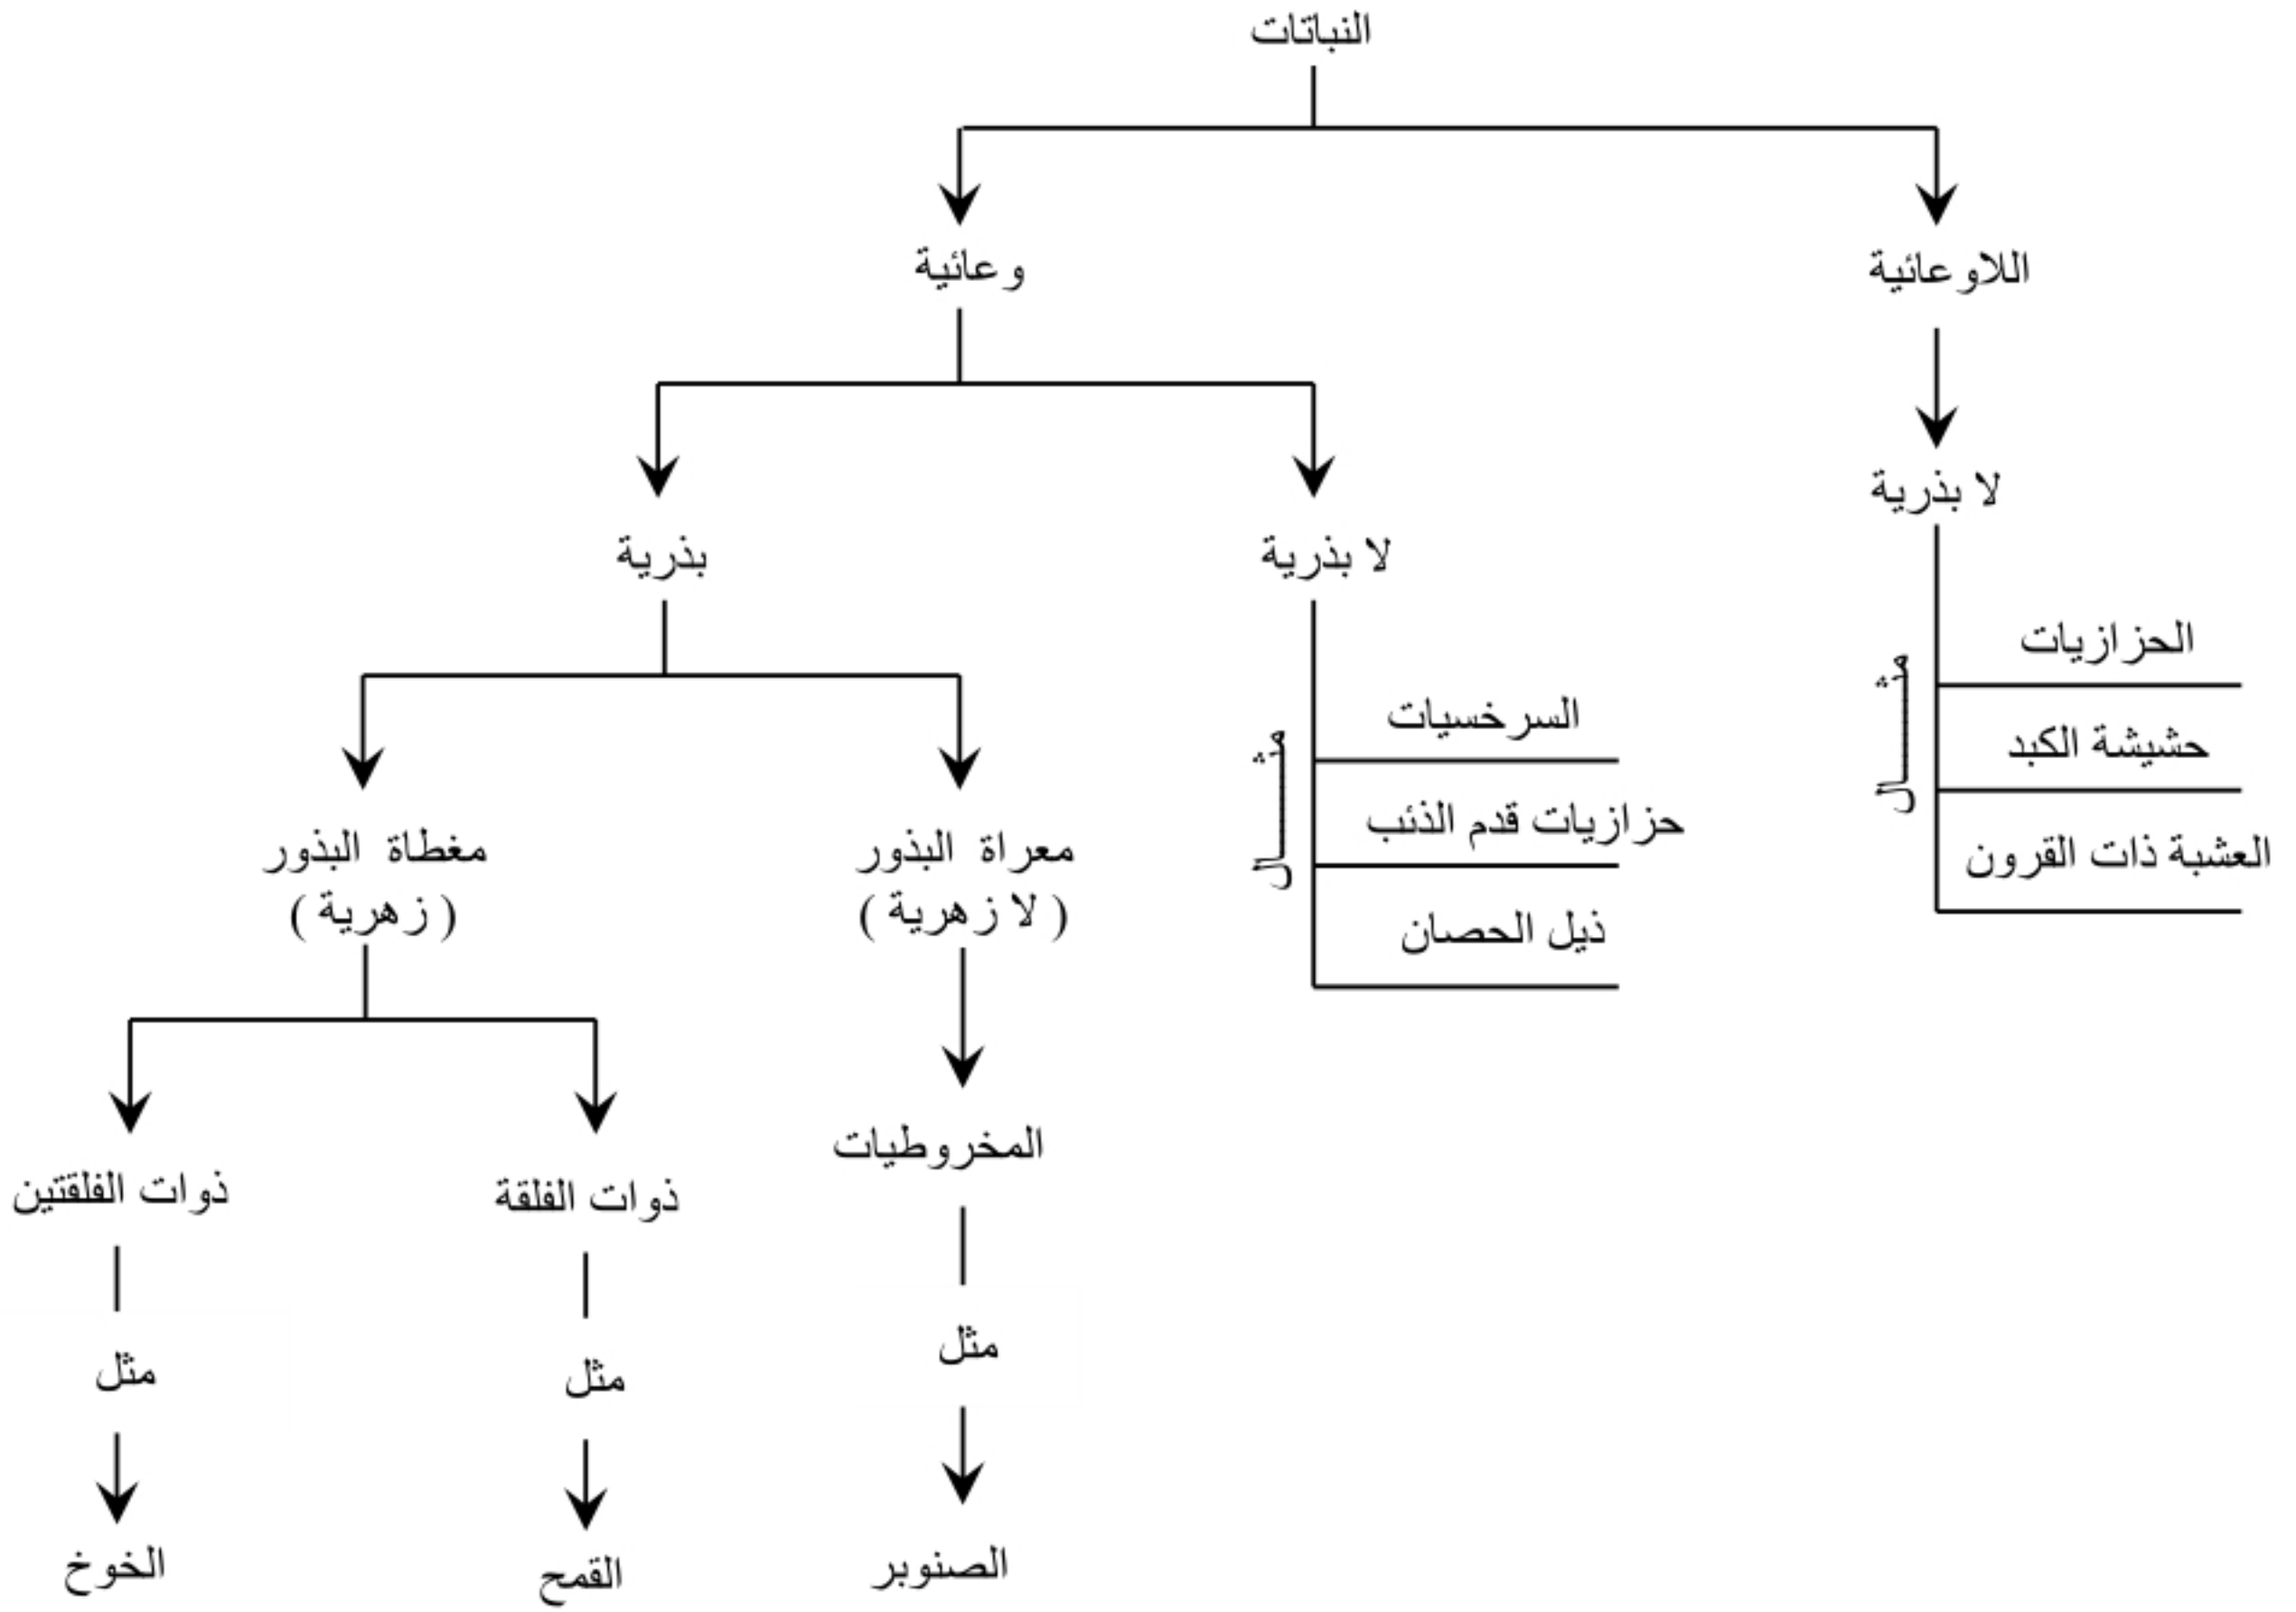 النباتات
اللاوعائية
وعائية
لا بذرية
لا بذرية
بذرية
مثـــــال
الحزازيات
حشيشة الكبد
العشبة ذات القرون
مثـــــال
السرخسيات
حزازيات قدم الذئب
ذيل الحصان
معراة البذور
( لا زهرية )
مغطاة البذور
( زهرية )
المخروطيات
ذوات الفلقة
ذوات الفلقتين
مثل
مثل
مثل
الصنوبر
القمح
الخوخ